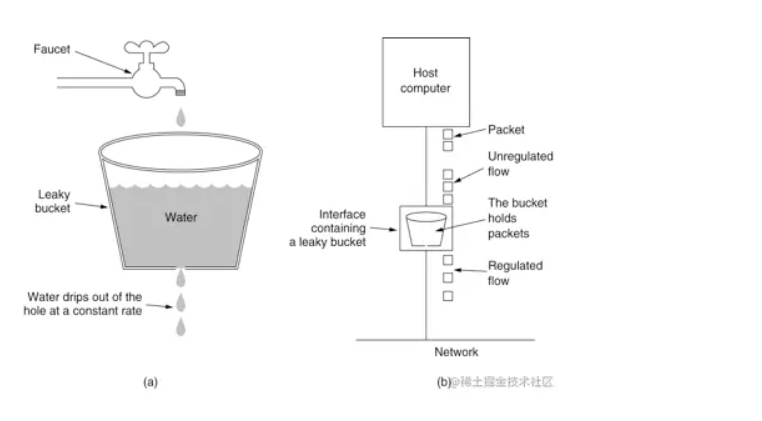 Faucet
Leaky
bucket
Water
Water drips out of the
hole at a constant rate
(a)
Host
computer
Packet
Unregulated
flow
The bucket
holds
packets
Interface
containing
a leaky bucket
Regulated
flow
Network
(b)@稀土掘金技术社区